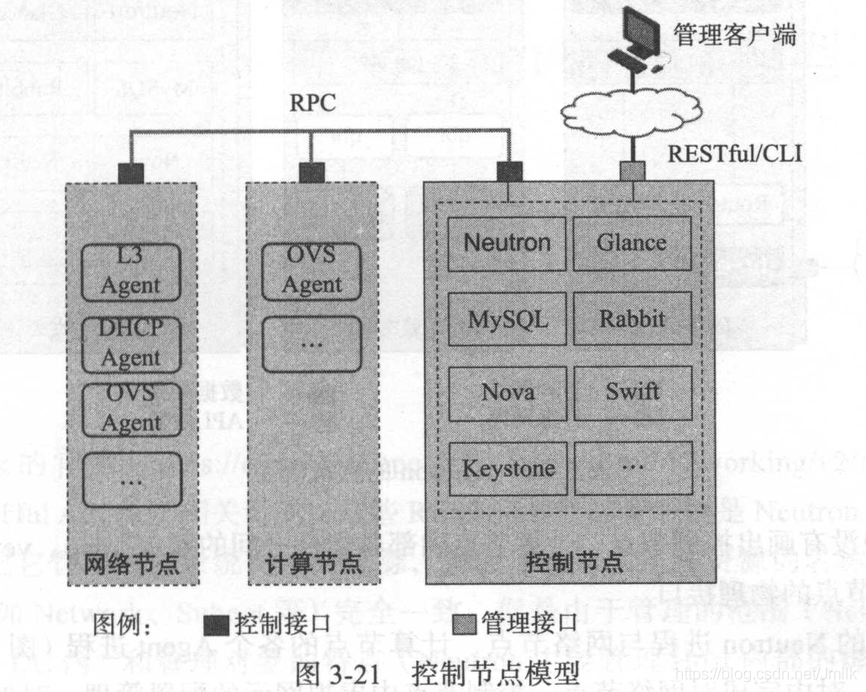 管理客户端
RPC
RESTful/CLI
L3
Agent
DHCP
Agent
OVS
Agent
...
网络节点
OVS
Agent
...
计算节点
Neutron
Glance
MySQL
Rabbit
Nova
Swift
Keystone
...
控制节点
图例：
控制接口
管理接口
图 3-21 控制节点模型
https://blog.csdn.net/Jmilk